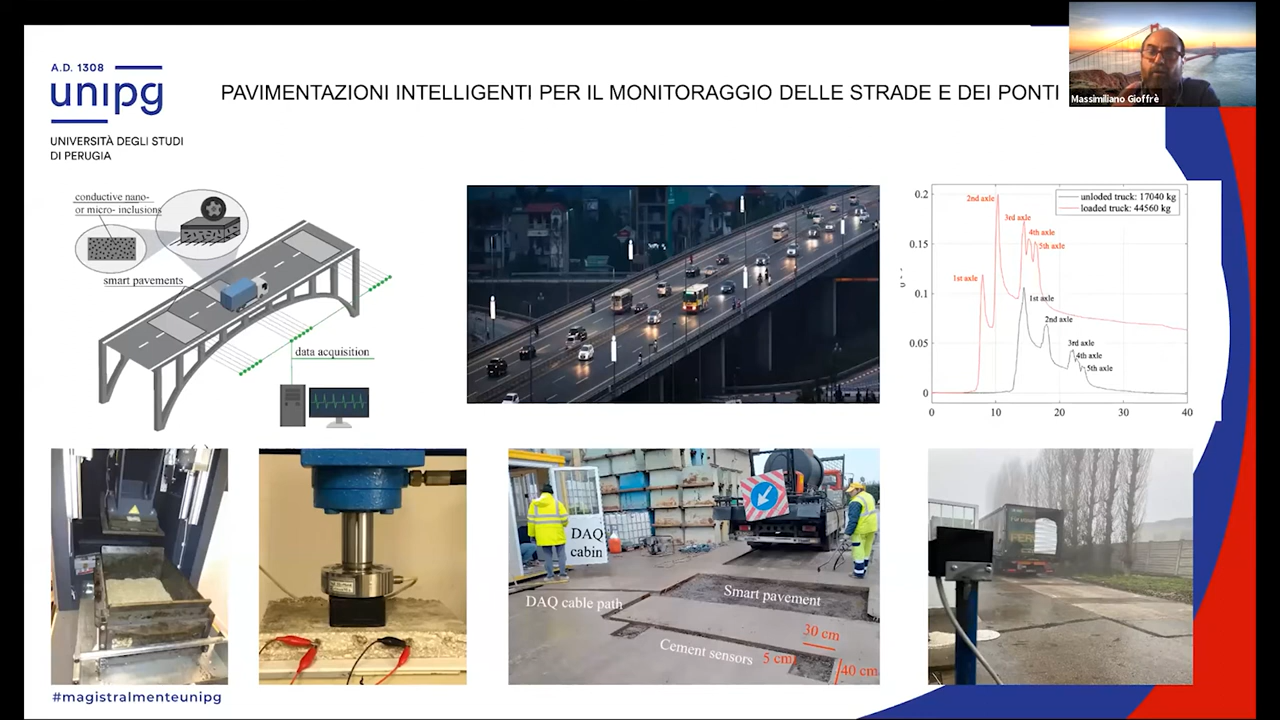 A.D. 1308
unipg
UNIVERSITÀ DEGLI STUDI
DI PERUGIA
PAVIMENTAZIONI INTELLIGENTI PER IL MONITORAGGIO DELLE STRADE E DEI PONTI
Massimiliano Gioffrè
conductive nano-
or micro- inclusions
smart pavements
data acquisition
0.2
0.15
0.1
0.05
0
0
10
20
30
40
unloded truck: 17040 kg
loaded truck: 44560 kg
2nd axle
3rd axle
4th axle
5th axle
1st axle
1st axle
2nd axle
3rd axle
4th axle
5th axle
DAQ
cabin
DAQ cable path
Smart pavement
30 cm
Cement sensors
5 cm
40 cm
#magistralmenteunipg